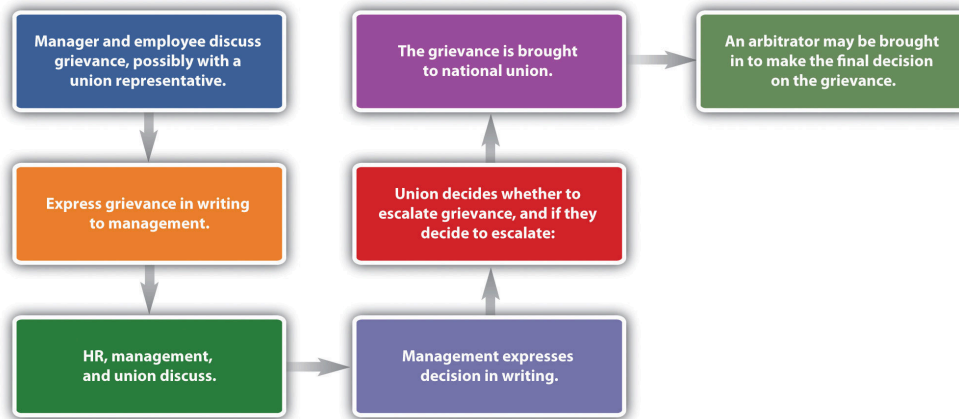 Manager and employee discuss
grievance, possibly with a
union representative.
Express grievance in writing
to management.
HR, management,
and union discuss.
Management expresses
decision in writing.
Union decides whether to
escalate grievance, and if they
decide to escalate:
The grievance is brought
to national union.
An arbitrator may be brought
in to make the final decision
on the grievance.